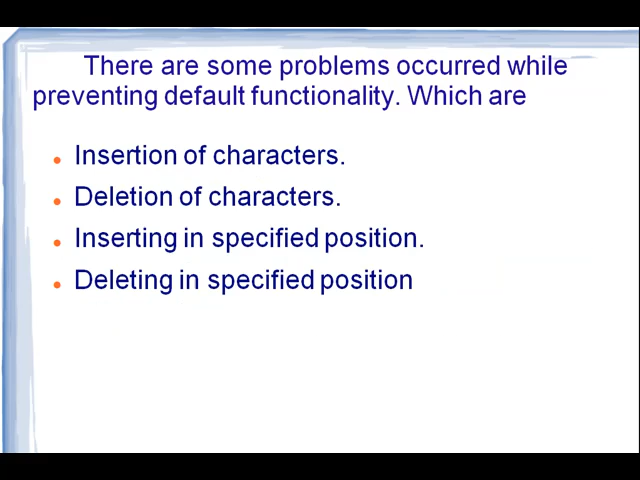 There are some problems occurred while
preventing default functionality. Which are
Insertion of characters.
Deletion of characters.
Inserting in specified position.
Deleting in specified position